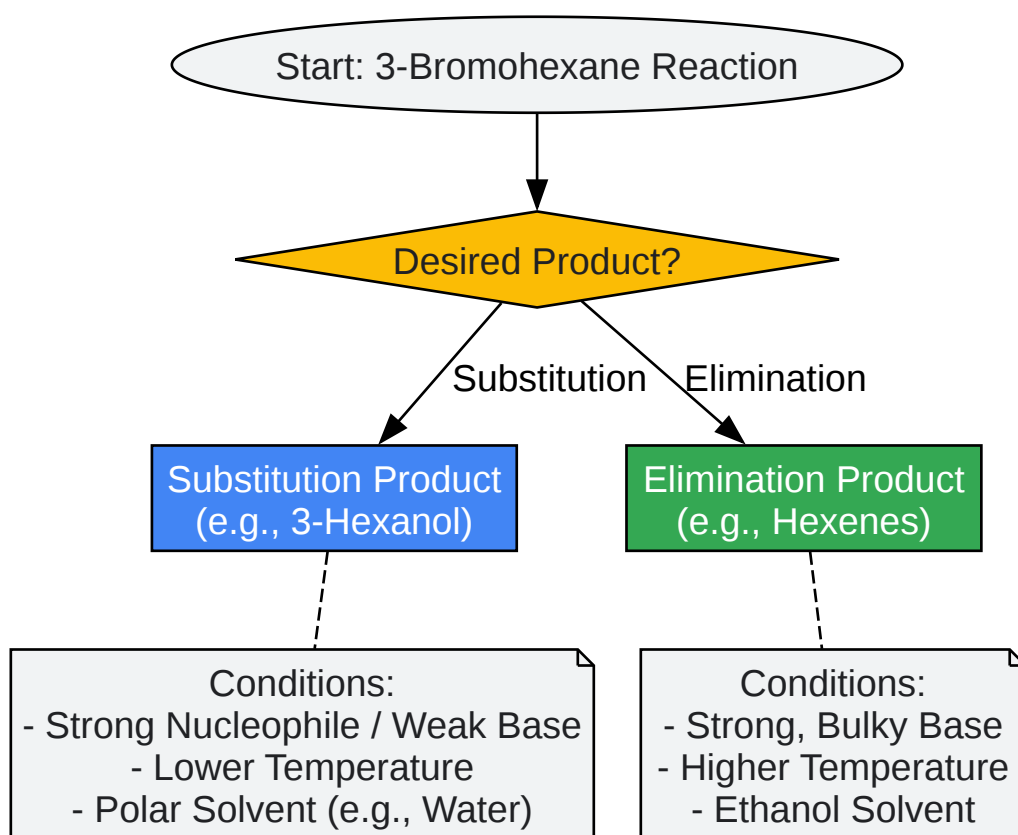 Start: 3-Bromohexane Reaction
Desired Product?
Substitution
Elimination
Substitution Product
(e.g., 3-Hexanol)
Elimination Product
(e.g., Hexenes)
Conditions:
- Strong Nucleophile / Weak Base
- Lower Temperature
- Polar Solvent (e.g., Water)
Conditions:
- Strong, Bulky Base
- Higher Temperature
- Ethanol Solvent